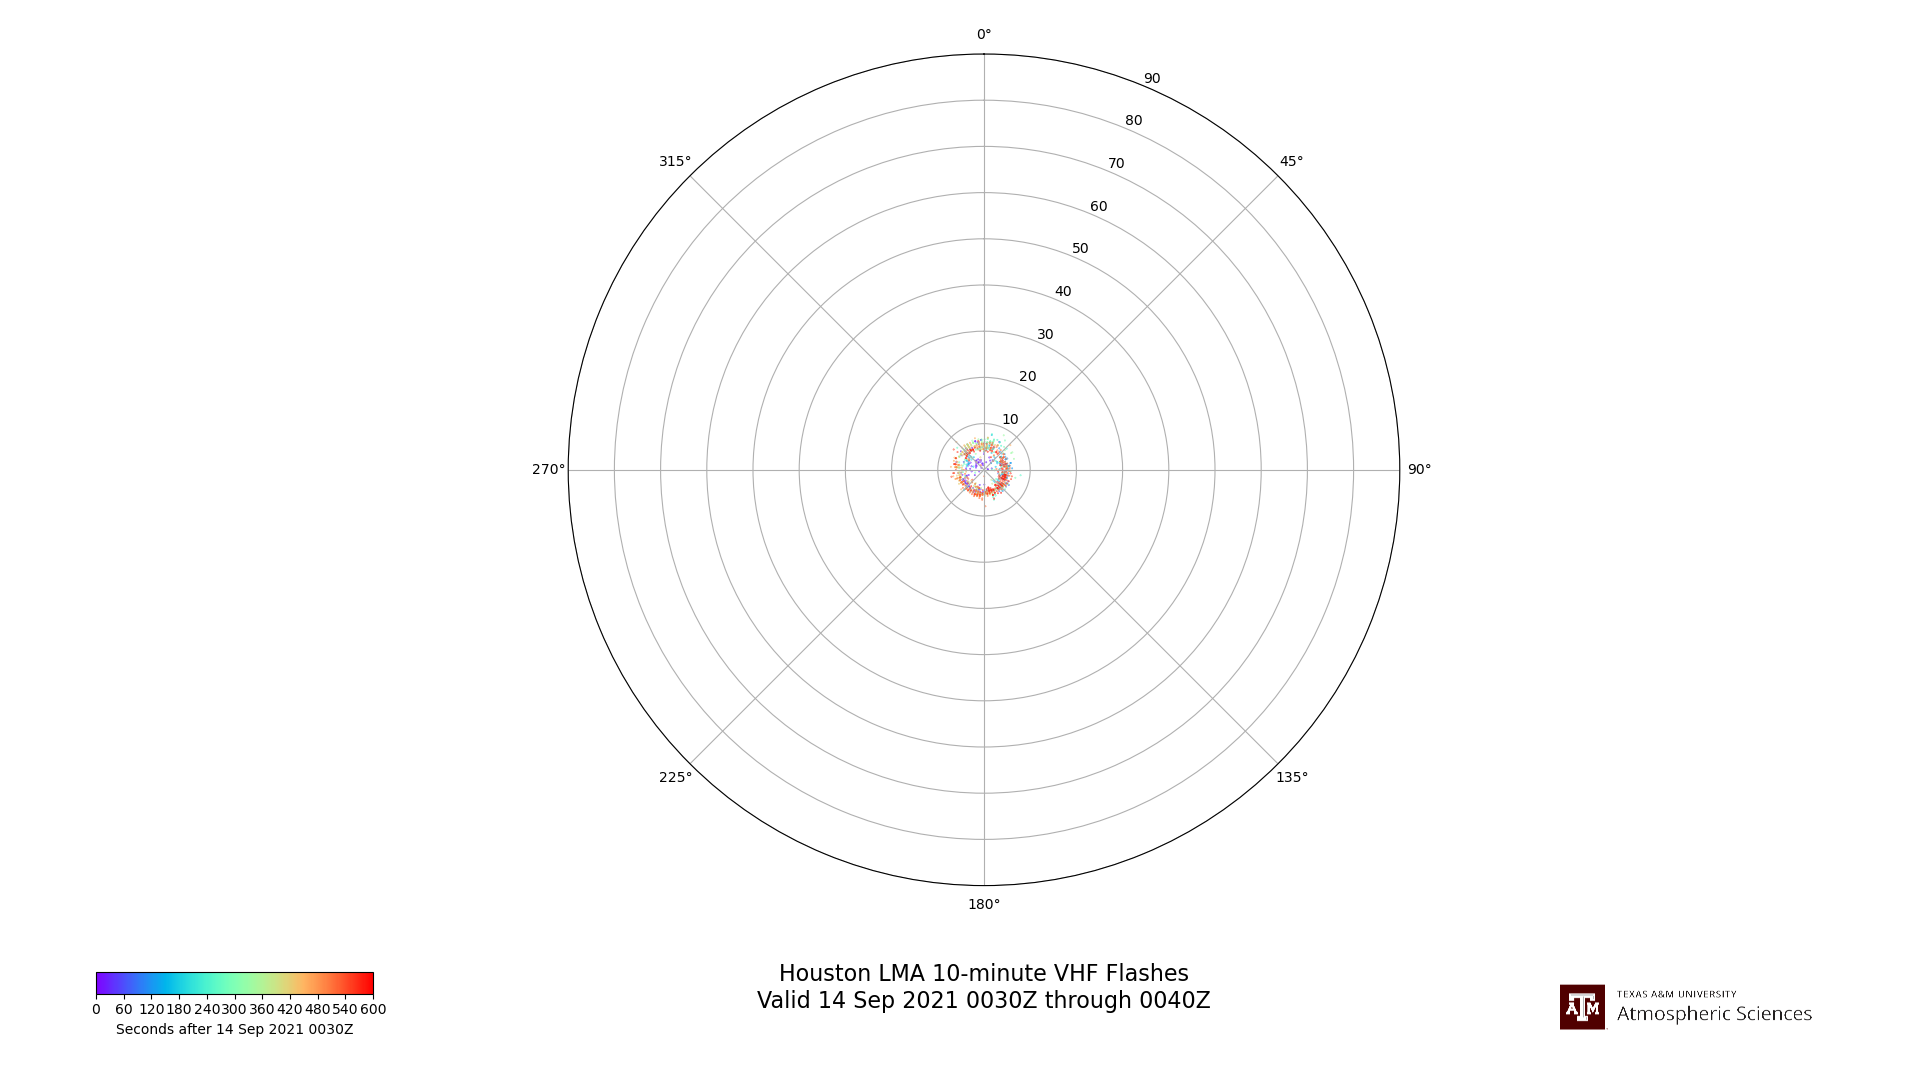 0°
90
80
315°
45°
70
60
50
40
30
20
10
270°
90°
225°
135°
180°
Houston LMA 10-minute VHF Flashes
Valid 14 Sep 2021 0030Z through 0040Z
0 60 120 180 240 300 360 420 480 540 600
Seconds after 14 Sep 2021 0030Z
ATM
TEXAS A&M UNIVERSITY
Atmospheric Sciences